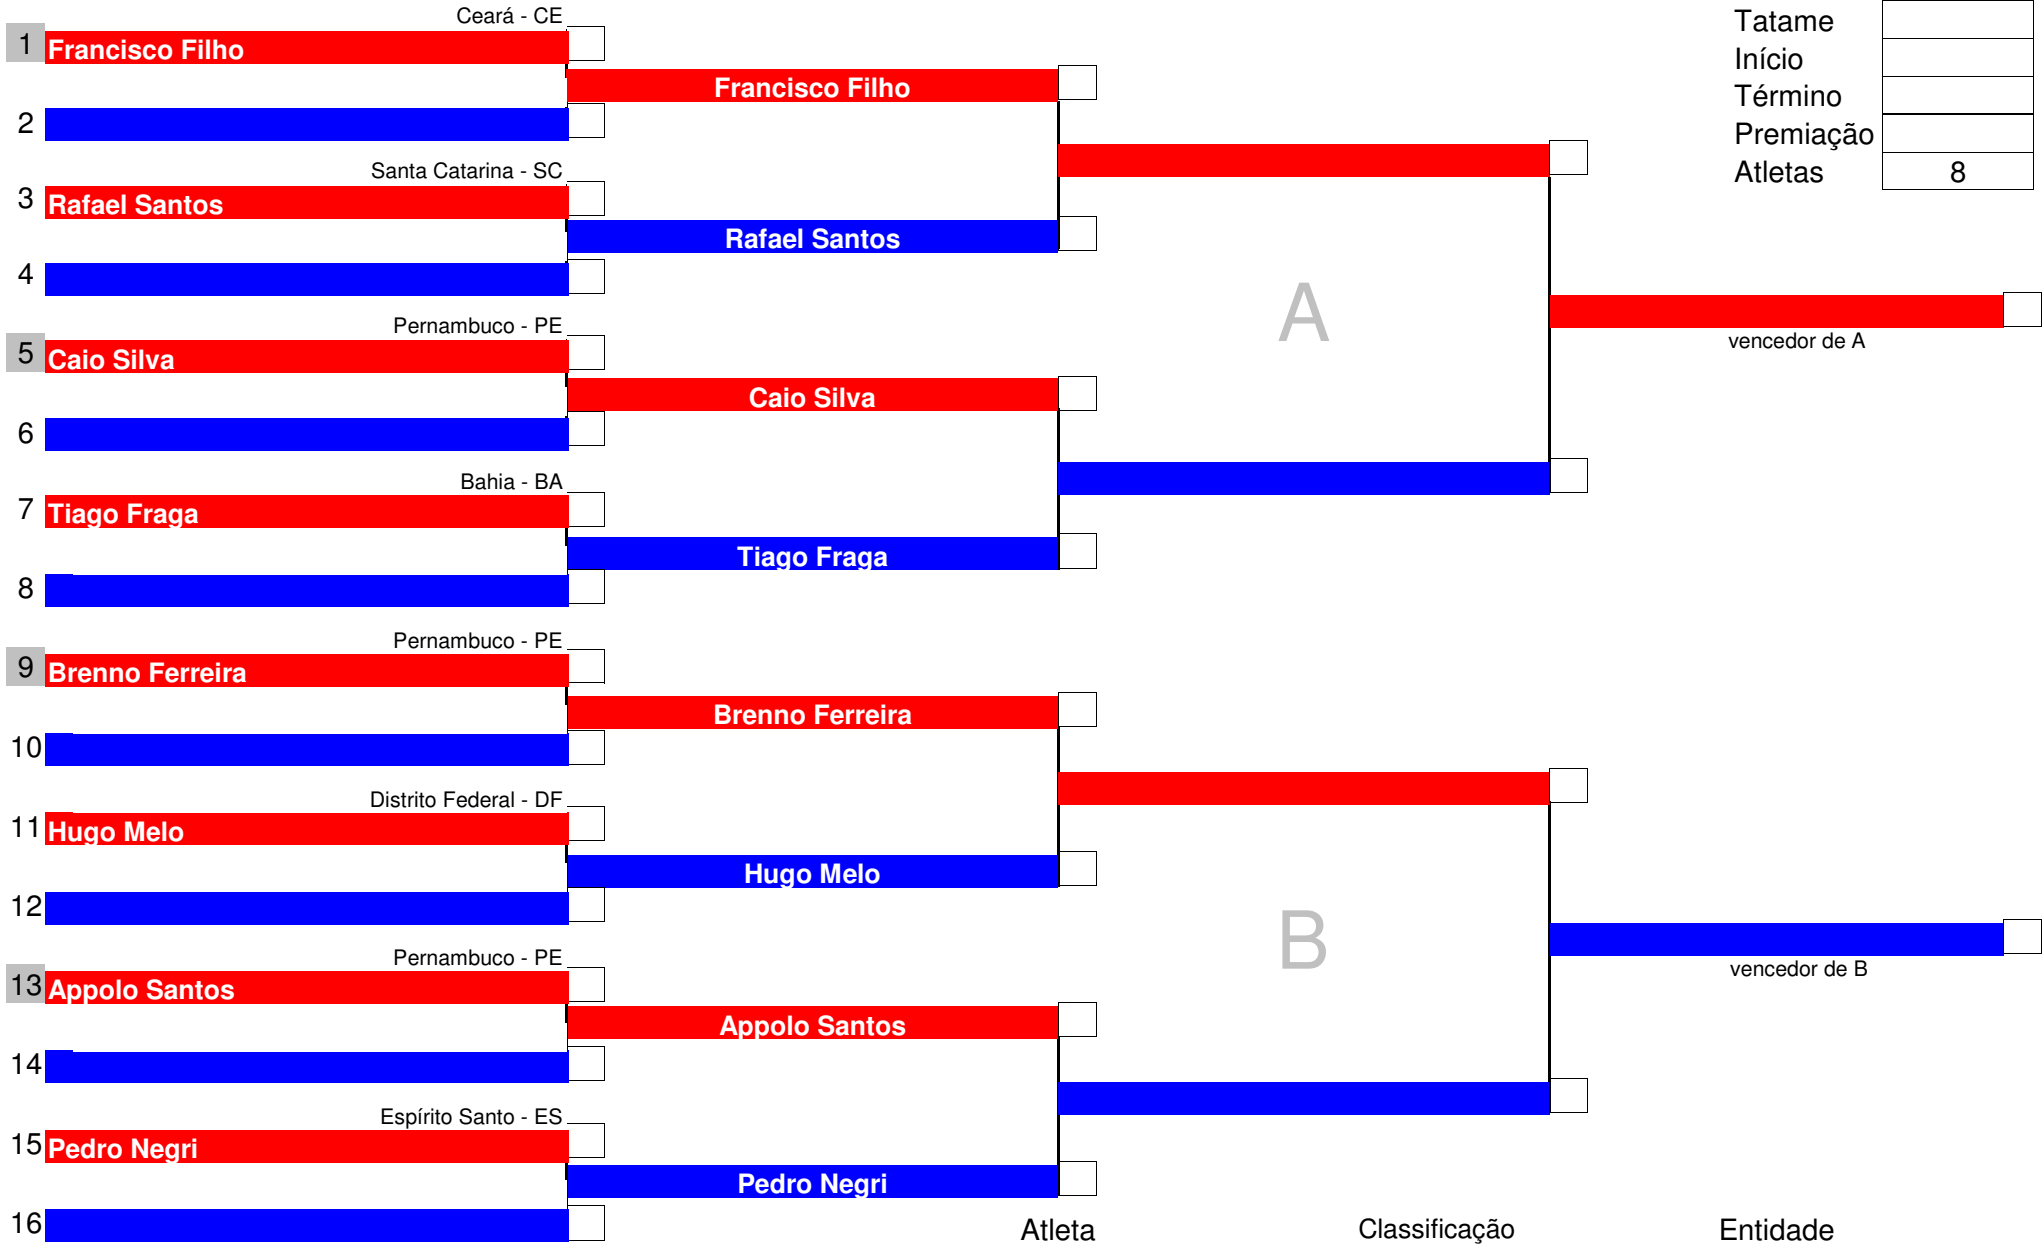 Ceará - CE
1 Francisco Filho
Francisco Filho
2
Santa Catarina - SC
3 Rafael Santos
Rafael Santos
4
Pernambuco - PE
5 Caio Silva
Caio Silva
6
Bahia - BA
7 Tiago Fraga
Tiago Fraga
8
Pernambuco - PE
9 Brenno Ferreira
Brenno Ferreira
10
Distrito Federal - DF
11 Hugo Melo
Hugo Melo
12
Pernambuco - PE
13 Appolo Santos
Appolo Santos
14
Espírito Santo - ES
15 Pedro Negri
Pedro Negri
16
A
B
vencedor de A
vencedor de B
Tatame
Início
Término
Premiação
Atletas 8
Atleta Classificação Entidade